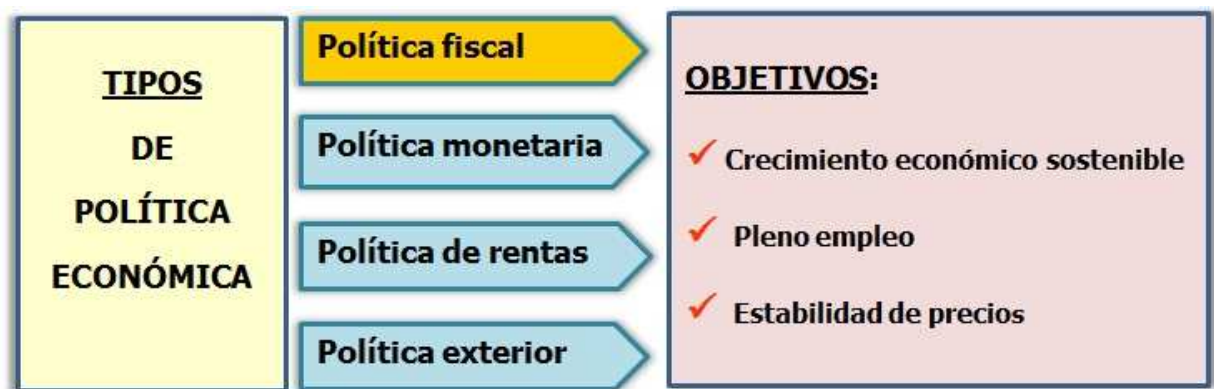 TIPOS
DE
POLÍTICA
ECONÓMICA
Política fiscal
Política monetaria
Política de rentas
Política exterior
OBJETIVOS:
✓ Crecimiento económico sostenible
✓ Pleno empleo
✓ Estabilidad de precios